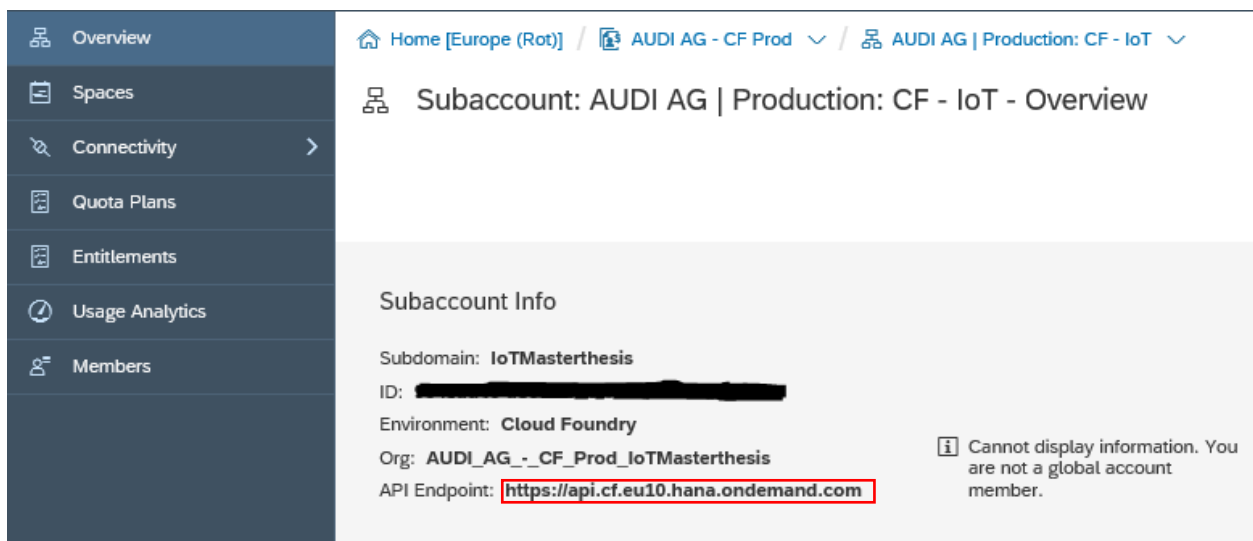 Overview
Spaces
Connectivity
Quota Plans
Entitlements
Usage Analytics
Members
Home [Europe (Rot)] / AUDI AG - CF Prod / AUDI AG | Production: CF - IoT
Subaccount: AUDI AG | Production: CF - IoT - Overview
Subaccount Info
Subdomain: IoTMasterthesis
ID:
Environment: Cloud Foundry
Org: AUDI_AG_-_CF_Prod_IoTMasterthesis
API Endpoint: https://api.cf.eu10.hana.ondemand.com
Cannot display information. You
are not a global account
member.